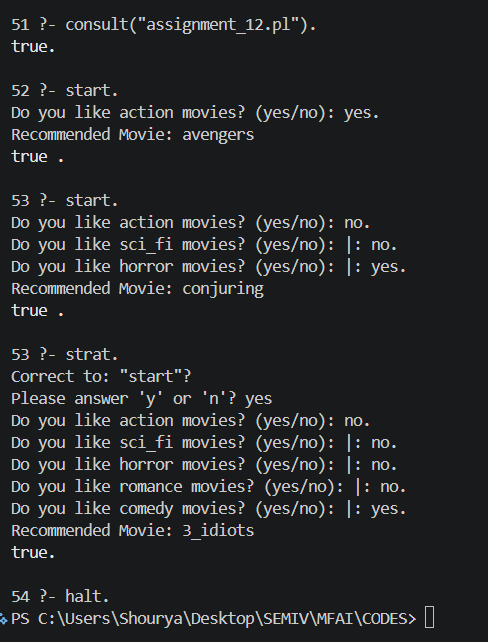 51 ?- consult("assignment_12.pl").
true.
52 ?- start.
Do you like action movies? (yes/no): yes.
Recommended Movie: avengers
true .
53 ?- start.
Do you like action movies? (yes/no): no.
Do you like sci_fi movies? (yes/no): |: no.
Do you like horror movies? (yes/no): |: yes.
Recommended Movie: conjuring
true .
53 ?- strat.
Correct to: "start"?
Please answer 'y' or 'n'? yes
Do you like action movies? (yes/no): no.
Do you like sci_fi movies? (yes/no): |: no.
Do you like horror movies? (yes/no): |: no.
Do you like romance movies? (yes/no): |: no.
Do you like comedy movies? (yes/no): |: yes.
Recommended Movie: 3_idiots
true.
54 ?- halt.
PS C:\Users\Shourya\Desktop\SEMIV\MFAI\CODES>